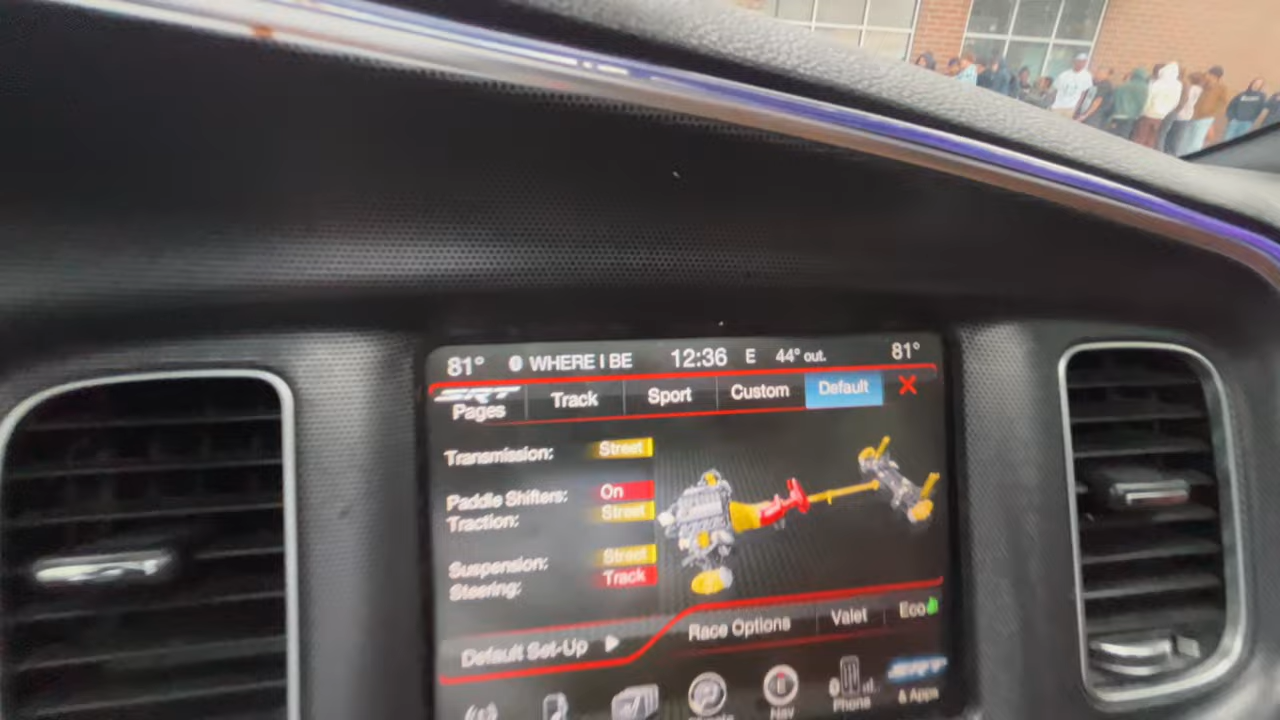 81° WHERE I BE 12:36 E 44° out. 81°
SRT Pages Track Sport Custom Default X
Transmission: Street
Paddle Shifters: On
Traction: Street
Suspension: Street
Steering: Track
Default Set-Up Race Options Valet Eco
Nav Phone SRT & Apps